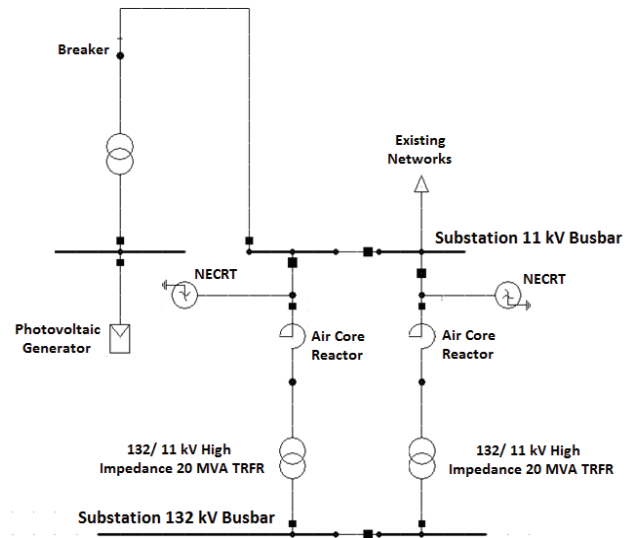 Breaker
Existing
Networks
Substation 11 kV Busbar
NECRT
NECRT
Photovoltaic
Generator
Air Core
Reactor
Air Core
Reactor
132/ 11 kV High
Impedance 20 MVA TRFR
132/ 11 kV High
Impedance 20 MVA TRFR
Substation 132 kV Busbar